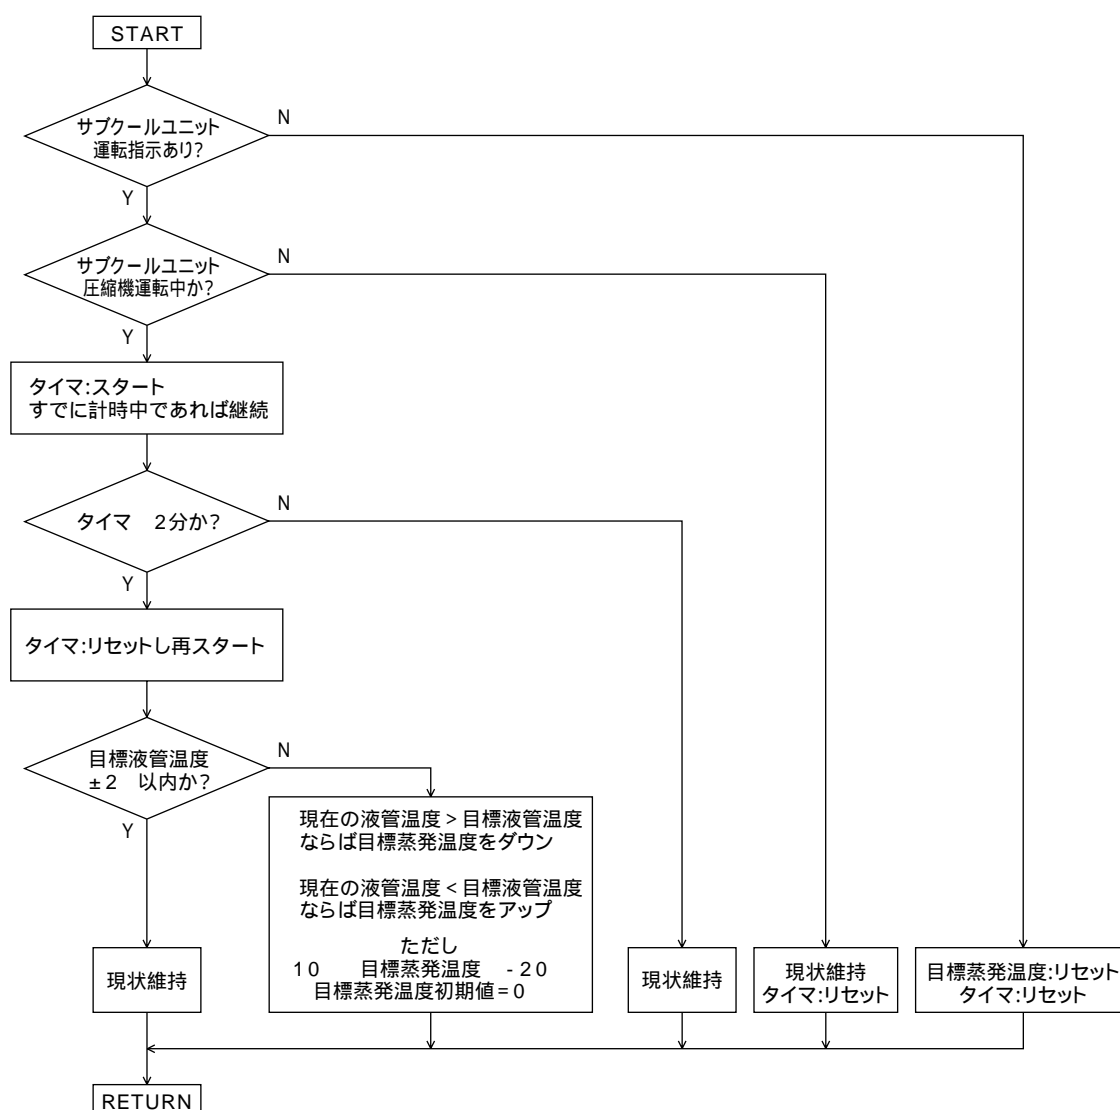 START
サブクールユニット
運転指示あり?
N
Y
サブクールユニット
圧縮機運転中か?
N
Y
タイマ:スタート
すでに計時中であれば継続
タイマ 2分か?
N
Y
タイマ:リセットし再スタート
目標液管温度
±2 以内か?
N
Y
現在の液管温度>目標液管温度
ならば目標蒸発温度をダウン
現在の液管温度<目標液管温度
ならば目標蒸発温度をアップ
ただし
10 目標蒸発温度 -20
目標蒸発温度初期値=0
現状維持
現状維持
現状維持
タイマ:リセット
目標蒸発温度:リセット
タイマ:リセット
RETURN